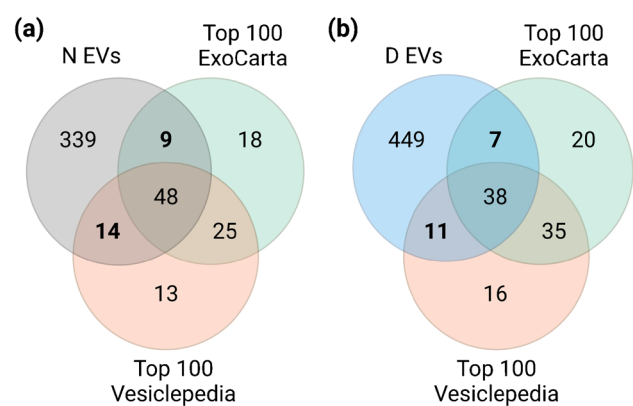 (a)
N EVs
Top 100
ExoCarta
339
9
18
48
14
25
13
Top 100
Vesiclepedia
(b)
D EVs
Top 100
ExoCarta
449
7
20
38
11
35
16
Top 100
Vesiclepedia